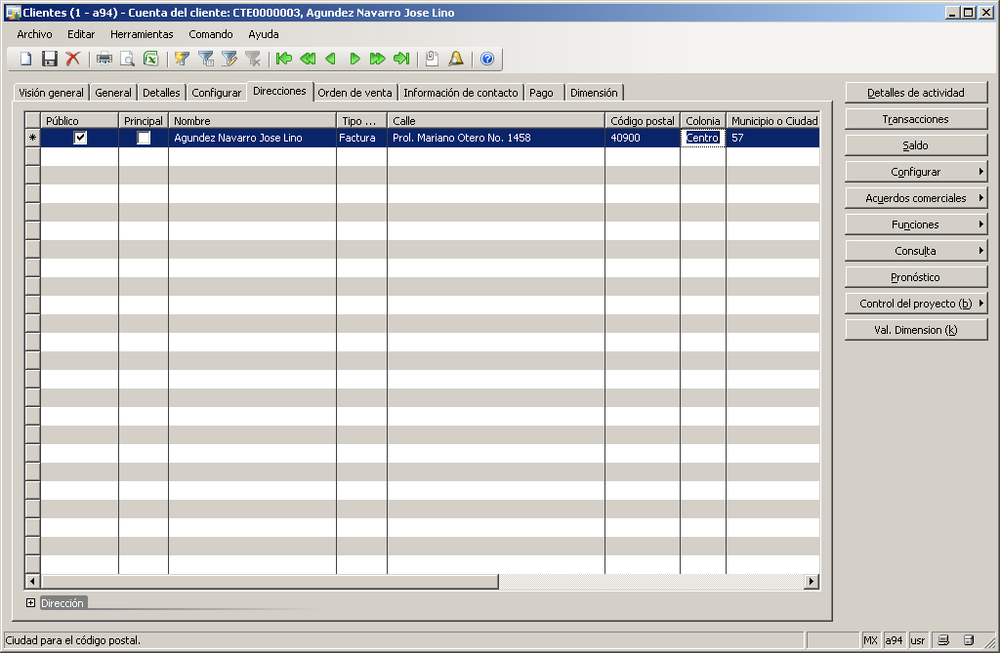 Clientes (1 - a94) - Cuenta del cliente: CTE0000003, Agundez Navarro Jose Lino
Archivo Editar Herramientas Comando Ayuda
Visión general General Detalles Configurar Direcciones Orden de venta Información de contacto Pago Dimensión
Público Principal Nombre Tipo ... Calle Código postal Colonia Municipio o Ciudad
* Agundez Navarro Jose Lino Factura Prol. Mariano Otero No. 1458 40900 Centro 57
Dirección
Detalles de actividad
Transacciones
Saldo
Configurar
Acuerdos comerciales
Funciones
Consulta
Pronóstico
Control del proyecto (b)
Val. Dimension (k)
Ciudad para el código postal. MX a94 usr